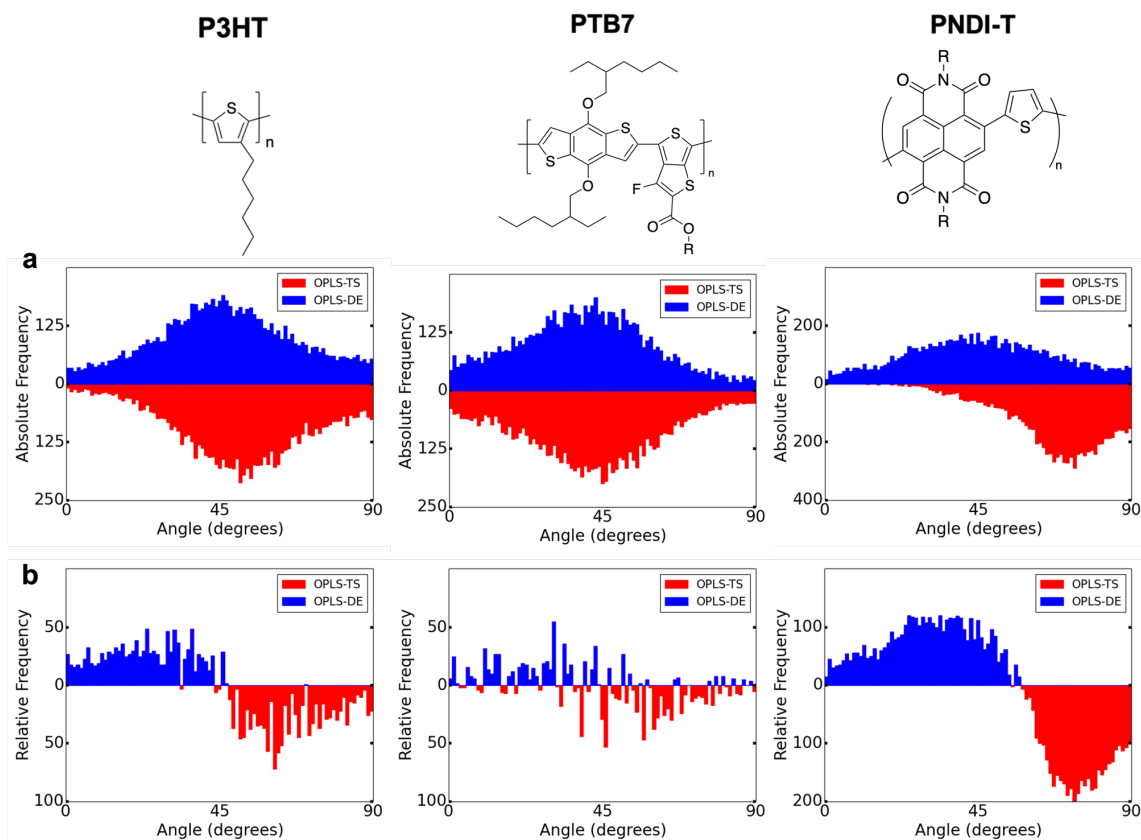 P3HT
PTB7
PNDI-T
S
n
O
S
S
S
n
F
S
O
O
O
R
R
O
N
O
S
n
O
N
O
R
a
OPLS-TS
OPLS-DE
Absolute Frequency
125
0
125
250
0
45
90
Angle (degrees)
OPLS-TS
OPLS-DE
Absolute Frequency
125
0
125
250
0
45
90
Angle (degrees)
OPLS-TS
OPLS-DE
Absolute Frequency
200
0
200
400
0
45
90
Angle (degrees)
b
OPLS-TS
OPLS-DE
Relative Frequency
50
0
50
100
0
45
90
Angle (degrees)
OPLS-TS
OPLS-DE
Relative Frequency
50
0
50
100
0
45
90
Angle (degrees)
OPLS-TS
OPLS-DE
Relative Frequency
100
0
100
200
0
45
90
Angle (degrees)